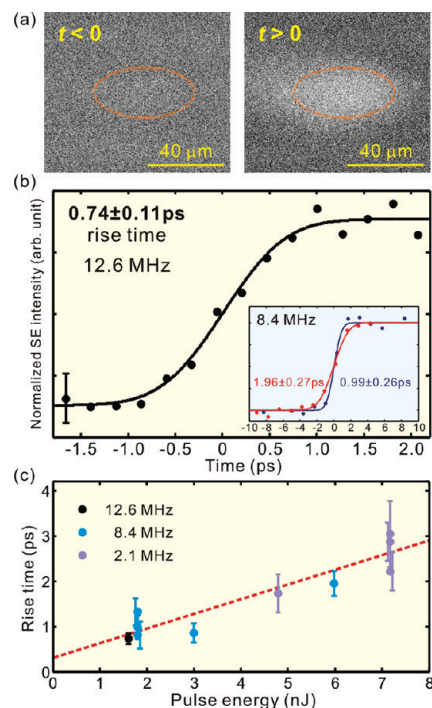 (a)
t < 0
t > 0
40 μm
40 μm
(b)
Normalized SE intensity (arb. unit)
0.74±0.11ps
rise time
12.6 MHz
8.4 MHz
1.96±0.27ps
0.99±0.26ps
-10 -8 -6 -4 -2 0 2 4 6 8 10
-1.5 -1.0 -0.5 0.0 0.5 1.0 1.5 2.0
Time (ps)
(c)
Rise time (ps)
4
3
2
1
0
12.6 MHz
8.4 MHz
2.1 MHz
0 1 2 3 4 5 6 7 8
Pulse energy (nJ)